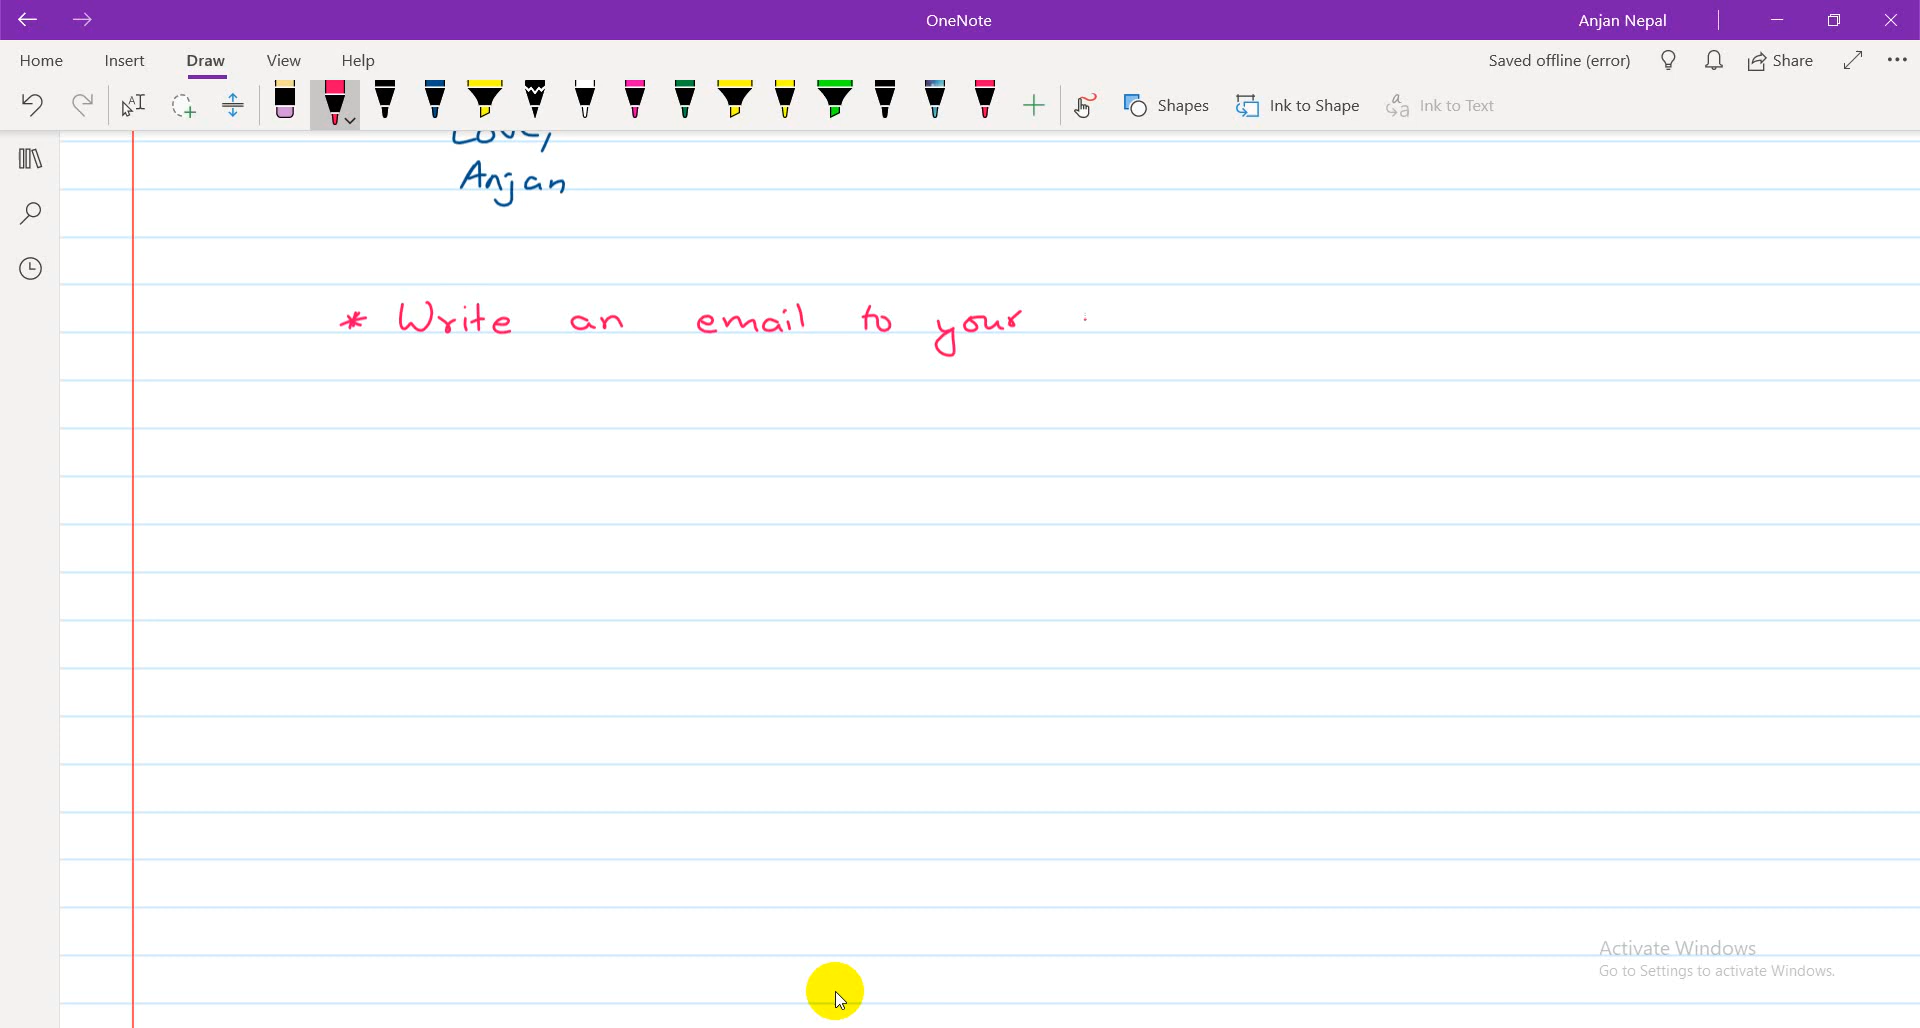 OneNote
Anjan Nepal
Home Insert Draw View Help
Saved offline (error) Share
Shapes Ink to Shape Ink to Text
Love,
Anjan
* Write an email to your
Activate Windows
Go to Settings to activate Windows.